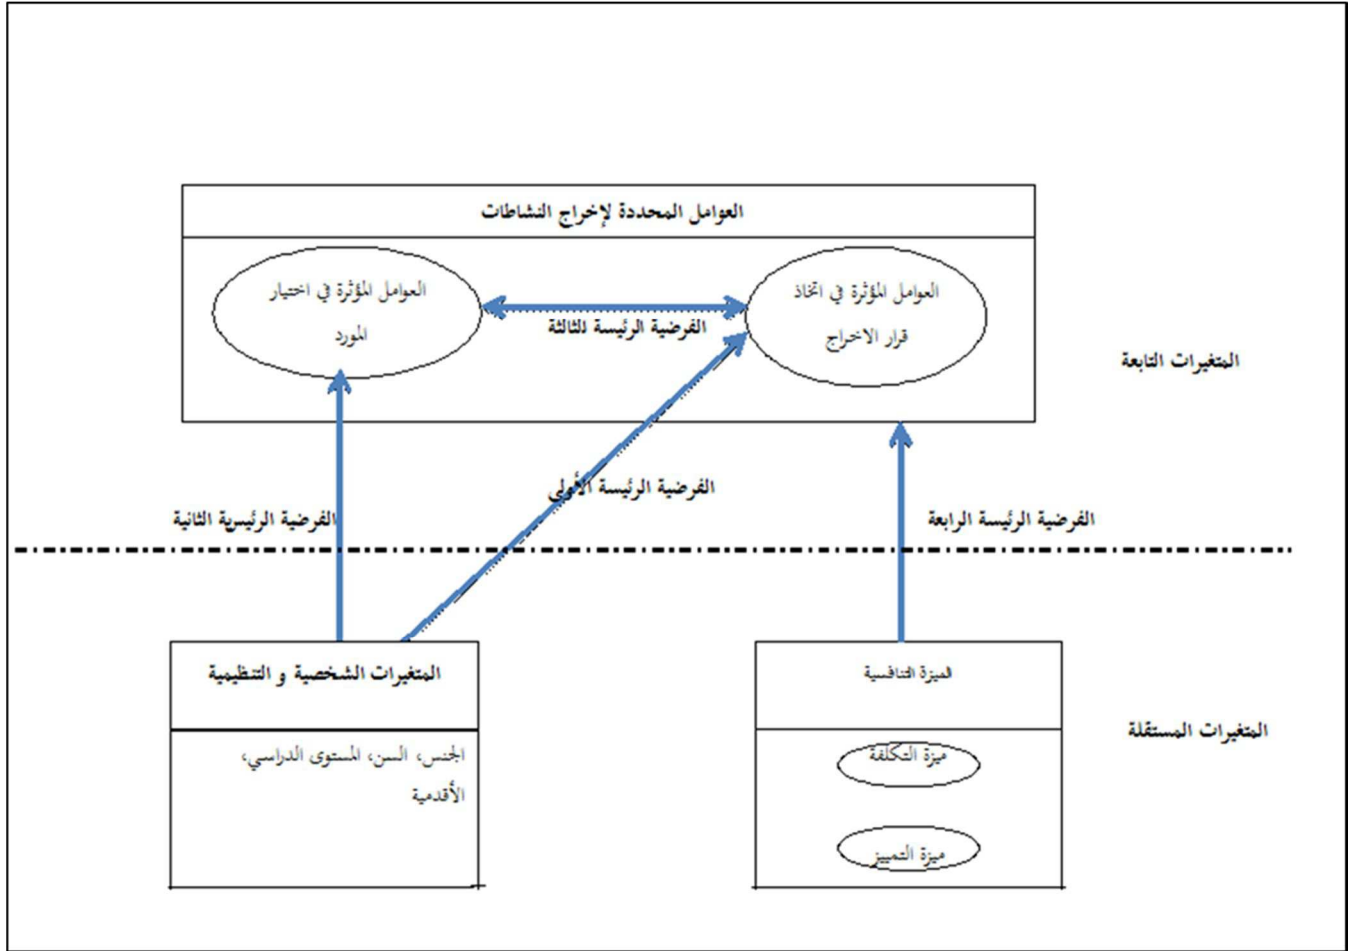 العوامل المحددة لإخراج النشاطات
العوامل المؤثرة في اتخاذ
قرار الاخراج
العوامل المؤثرة في اختيار
المورد
الفرضية الرئيسة الثالثة
المتغيرات التابعة
الفرضية الرئيسة الأولى
الفرضية الرئيسة الرابعة
الفرضية الرئيسية الثانية
الميزة التنافسية
المتغيرات الشخصية و التنظيمية
المتغيرات المستقلة
ميزة التكلفة
ميزة التمييز
الجنس، السن، المستوى الدراسي،
الأقدمية